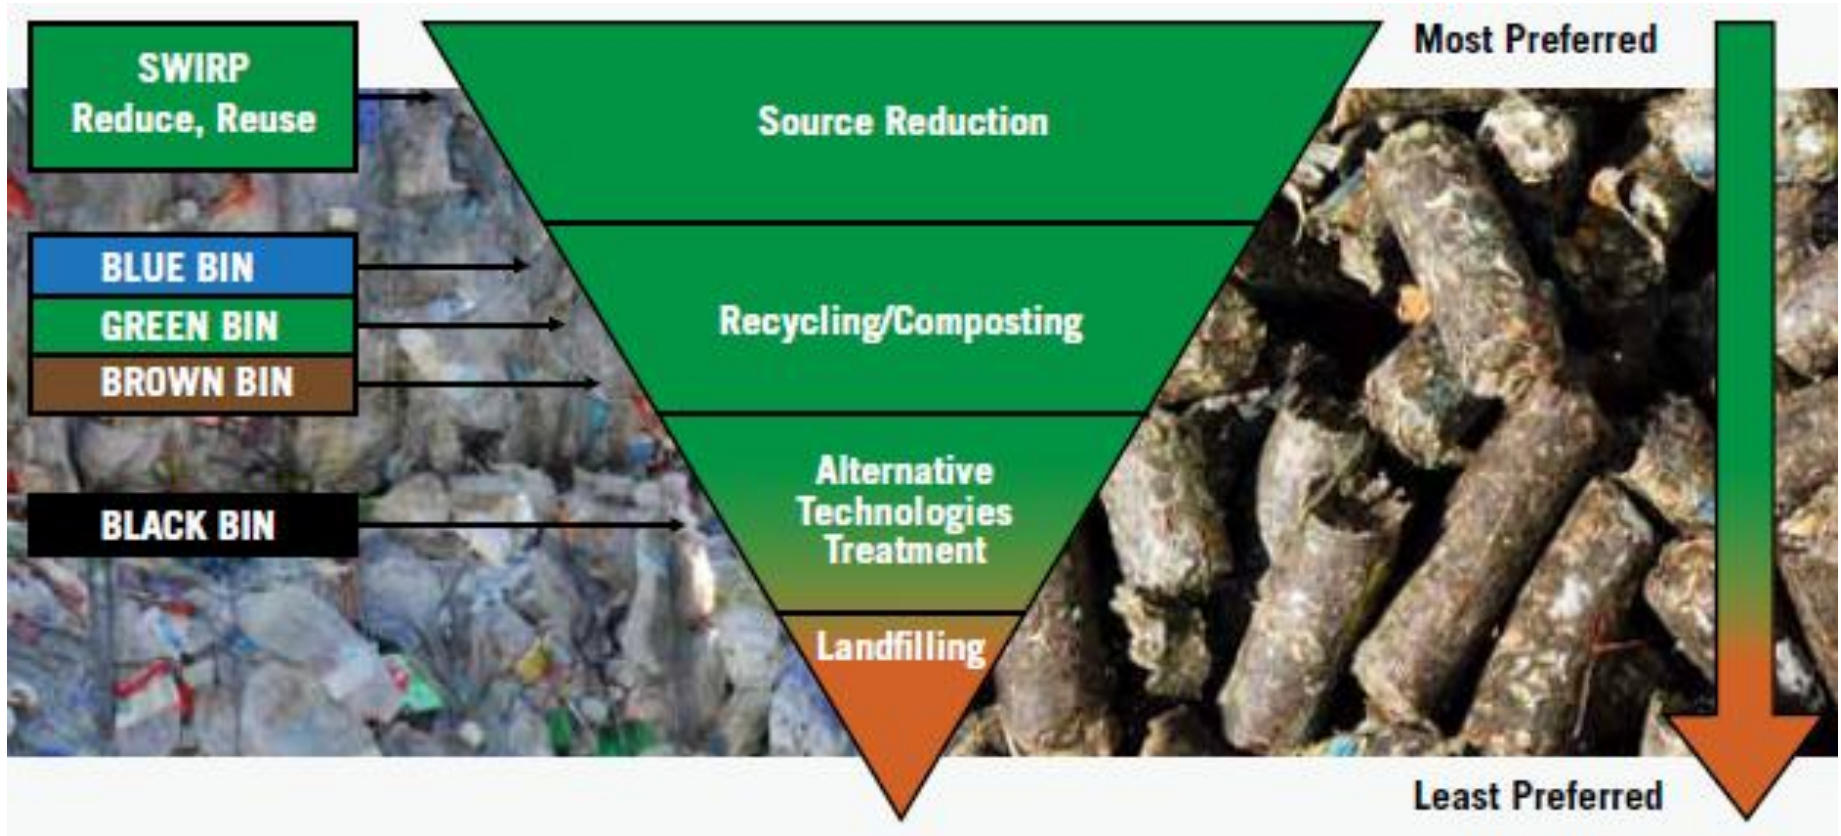 SWIRP
Reduce, Reuse
BLUE BIN
GREEN BIN
BROWN BIN
BLACK BIN
Source Reduction
Recycling/Composting
Alternative
Technologies
Treatment
Landfilling
Most Preferred
Least Preferred